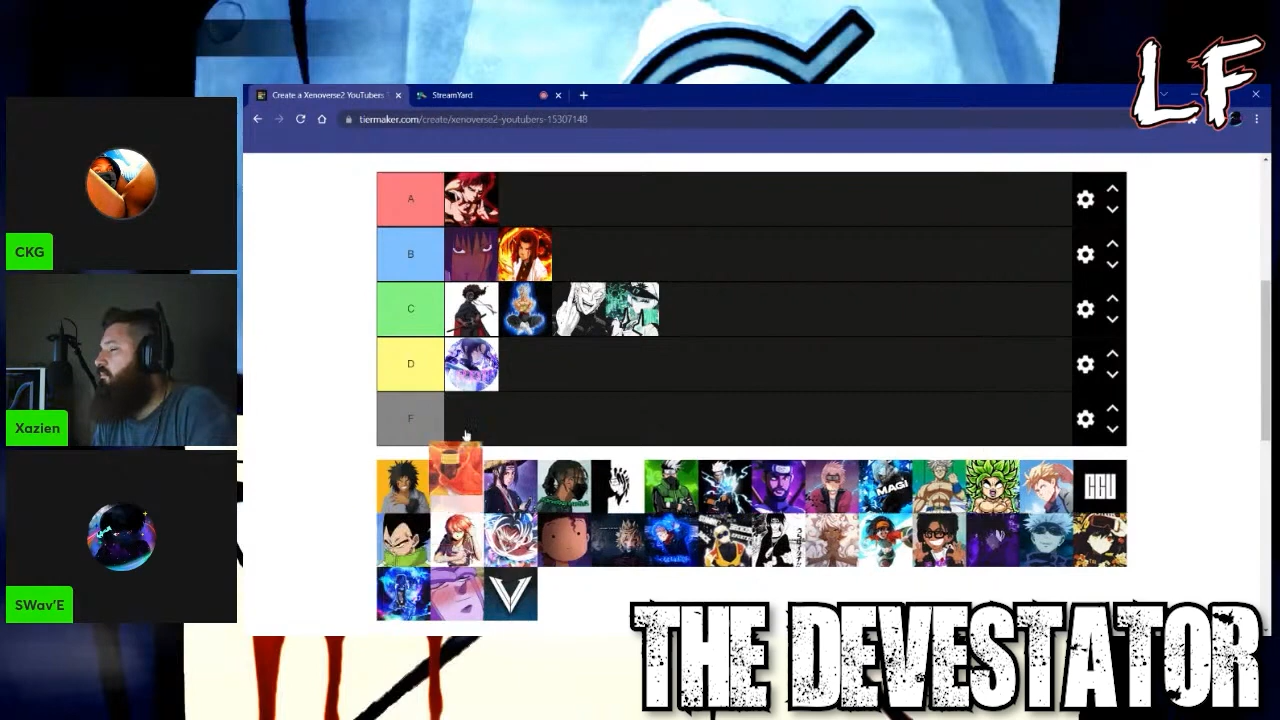 LF
Create a Xenoverse2 YouTubers
StreamYard
tiermaker.com/create/xenoverse2-youtubers-15307148
A
B
C
D
F
CKG
Xazien
SWav'E
MAGI
CCU
THE DEVESTATOR